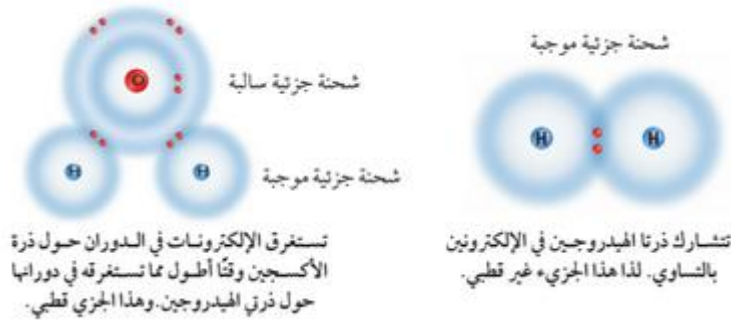 شحنة جزئية موجبة
H
H
تتشارك ذرتا الهيدروجين في الإلكترونين
بالتساوي. لذا هذا الجزيء غير قطبي.
O
شحنة جزئية سالبة
H
H
شحنة جزئية موجبة
تستغرق الإلكترونات في الدوران حول ذرة
الأكسجين وقتًا أطول مما تستغرقه في دورانها
حول ذرتي الهيدروجين. وهذا الجزي قطبي.